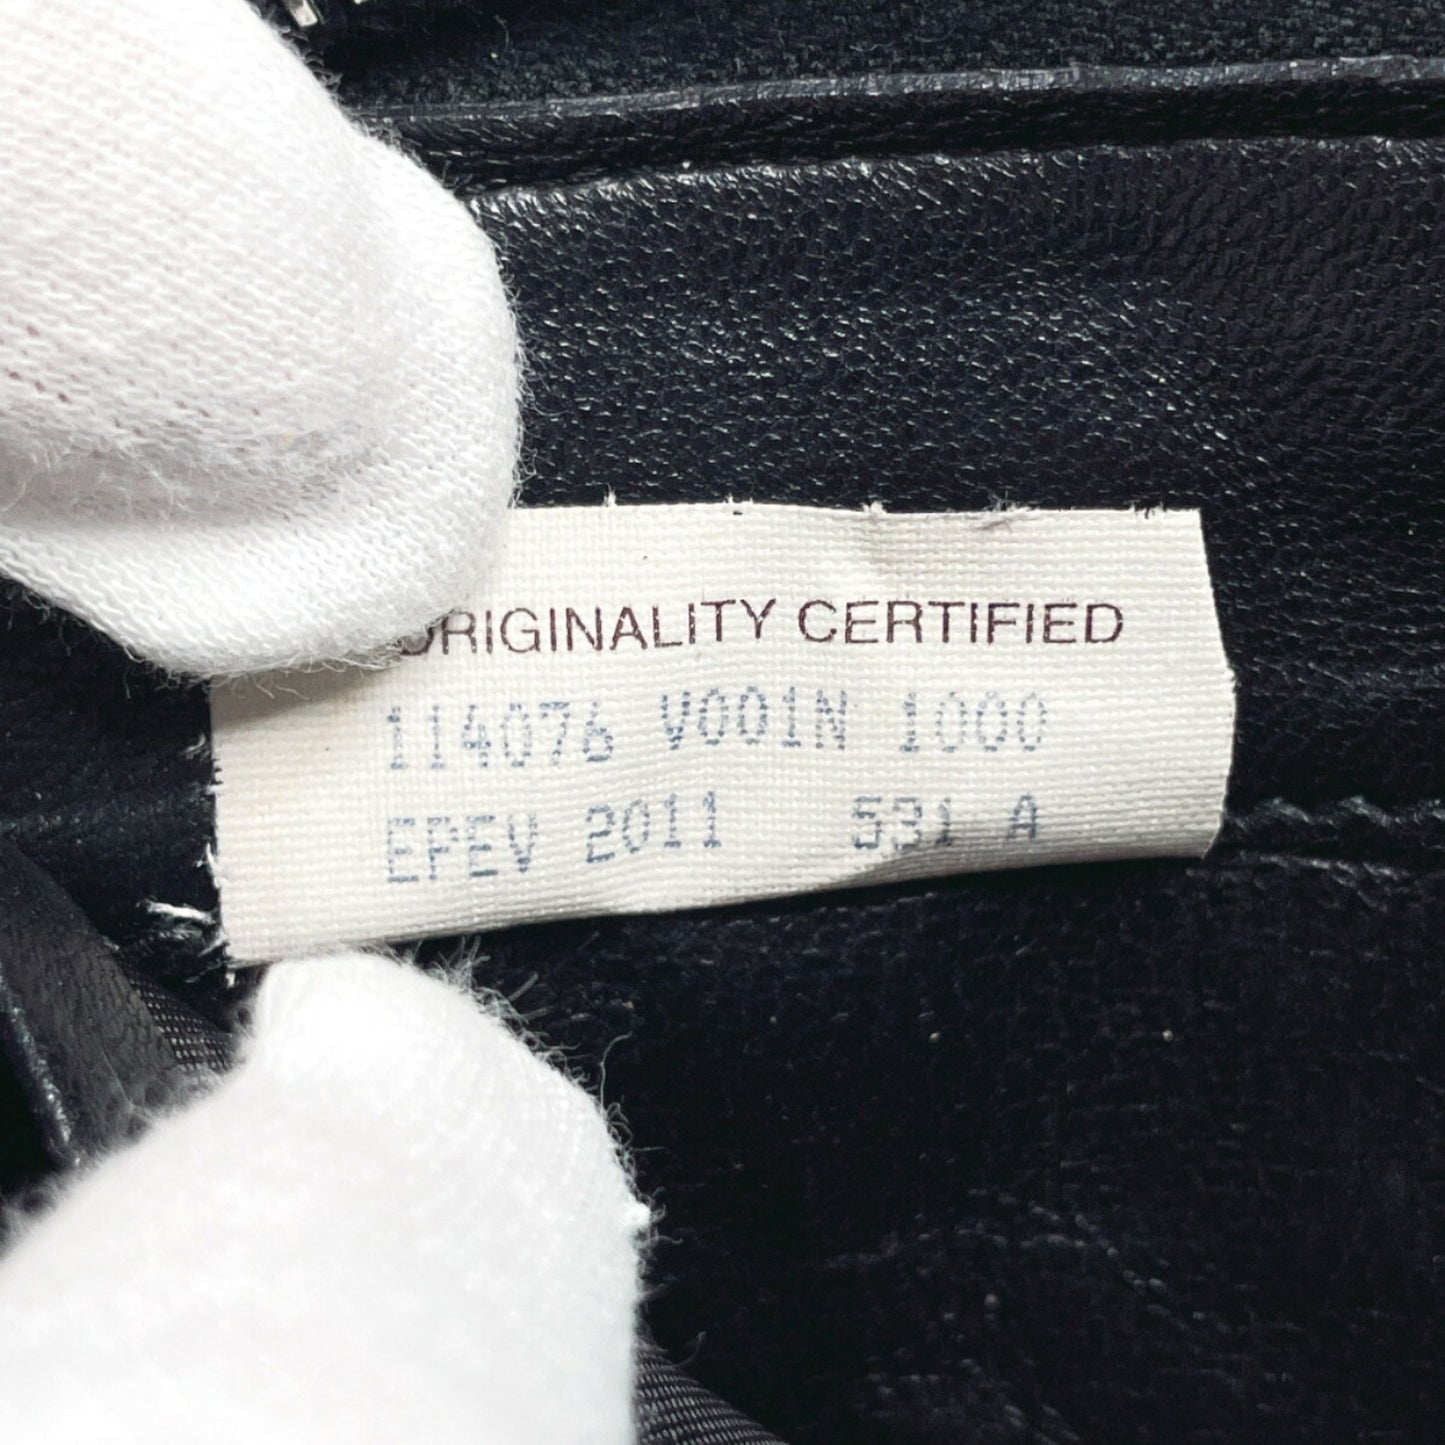 ORIGINALITY CERTIFIED
114076 V001N 1000
EPEV 2011 531 A